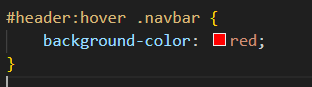 #header:hover .navbar {
    background-color: red;
}